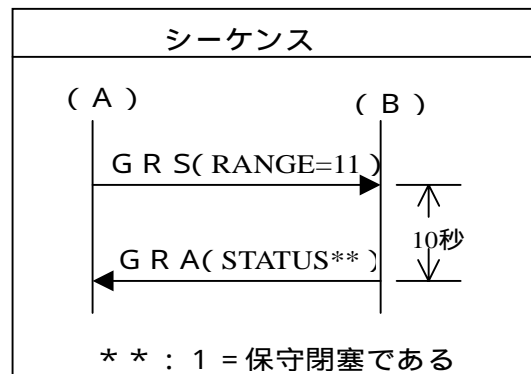 シーケンス
(A) (B)
GRS(RANGE=11)
10秒
GRA(STATUS**)
**:1=保守閉塞である